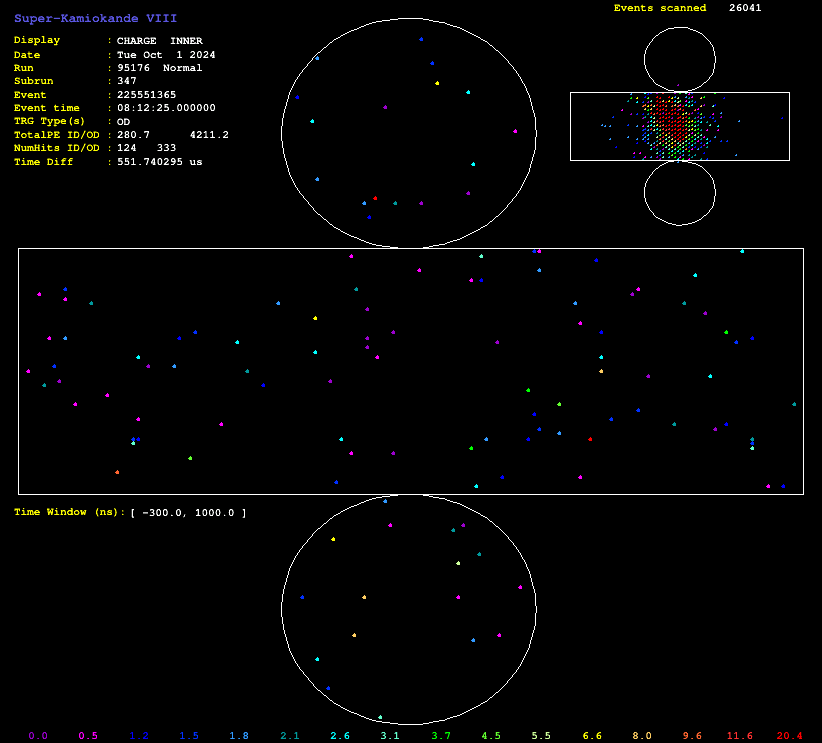 Super-Kamiokande VIII
Events scanned 26041
Display : CHARGE INNER
Date : Tue Oct 1 2024
Run : 95176 Normal
Subrun : 347
Event : 225551365
Event time : 08:12:25.000000
TRG Type(s) : OD
TotalPE ID/OD : 280.7 4211.2
NumHits ID/OD : 124 333
Time Diff : 551.740295 us
Time Window (ns): [ -300.0, 1000.0 ]
0.0 0.5 1.2 1.5 1.8 2.1 2.6 3.1 3.7 4.5 5.5 6.6 8.0 9.6 11.6 20.4